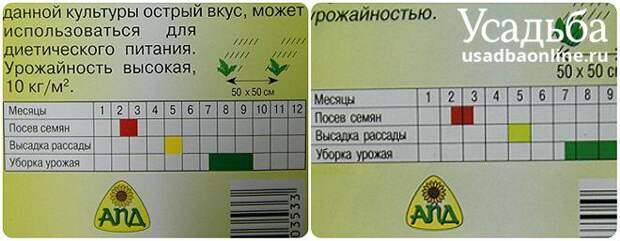 данной культуры острый вкус, может
использоваться для
диетического питания.
Урожайность высокая,
10 кг/м².
50 x 50 см
Месяцы 1 2 3 4 5 6 7 8 9 10 11 12
Посев семян
Высадка рассады
Уборка урожая
АПД
03533
урожайностью.
Усадьба
usadbaonline.ru
50 x 50 см
Месяцы 1 2 3 4 5 6 7 8 9
Посев семян
Высадка рассады
Уборка урожая
АПД